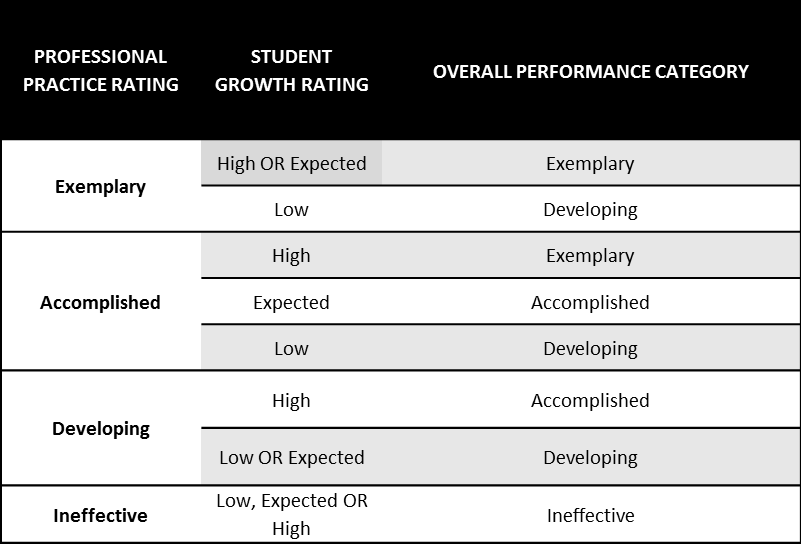 PROFESSIONAL
PRACTICE RATING
STUDENT
GROWTH RATING
OVERALL PERFORMANCE CATEGORY
Exemplary
High OR Expected
Exemplary
Low
Developing
Accomplished
High
Exemplary
Expected
Accomplished
Low
Developing
Developing
High
Accomplished
Low OR Expected
Developing
Ineffective
Low, Expected OR
High
Ineffective